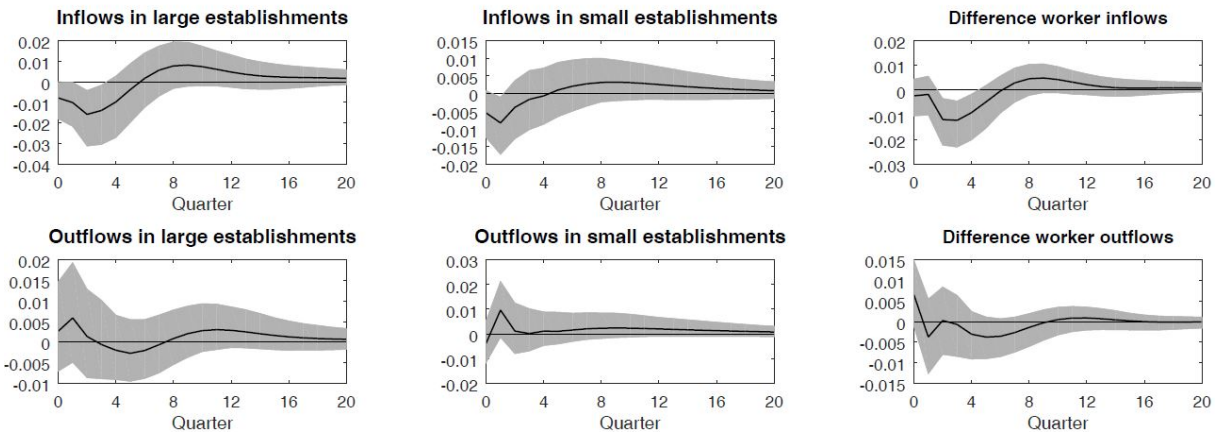 Inflows in large establishments
0.02
0.01
0
-0.01
-0.02
-0.03
-0.04
0 4 8 12 16 20
Quarter
Inflows in small establishments
0.015
0.01
0.005
0
-0.005
-0.01
-0.015
-0.02
0 4 8 12 16 20
Quarter
Difference worker inflows
0.02
0.01
0
-0.01
-0.02
-0.03
0 4 8 12 16 20
Quarter
Outflows in large establishments
0.02
0.015
0.01
0.005
0
-0.005
-0.01
0 4 8 12 16 20
Quarter
Outflows in small establishments
0.03
0.02
0.01
0
-0.01
-0.02
0 4 8 12 16 20
Quarter
Difference worker outflows
0.015
0.01
0.005
0
-0.005
-0.01
-0.015
0 4 8 12 16 20
Quarter